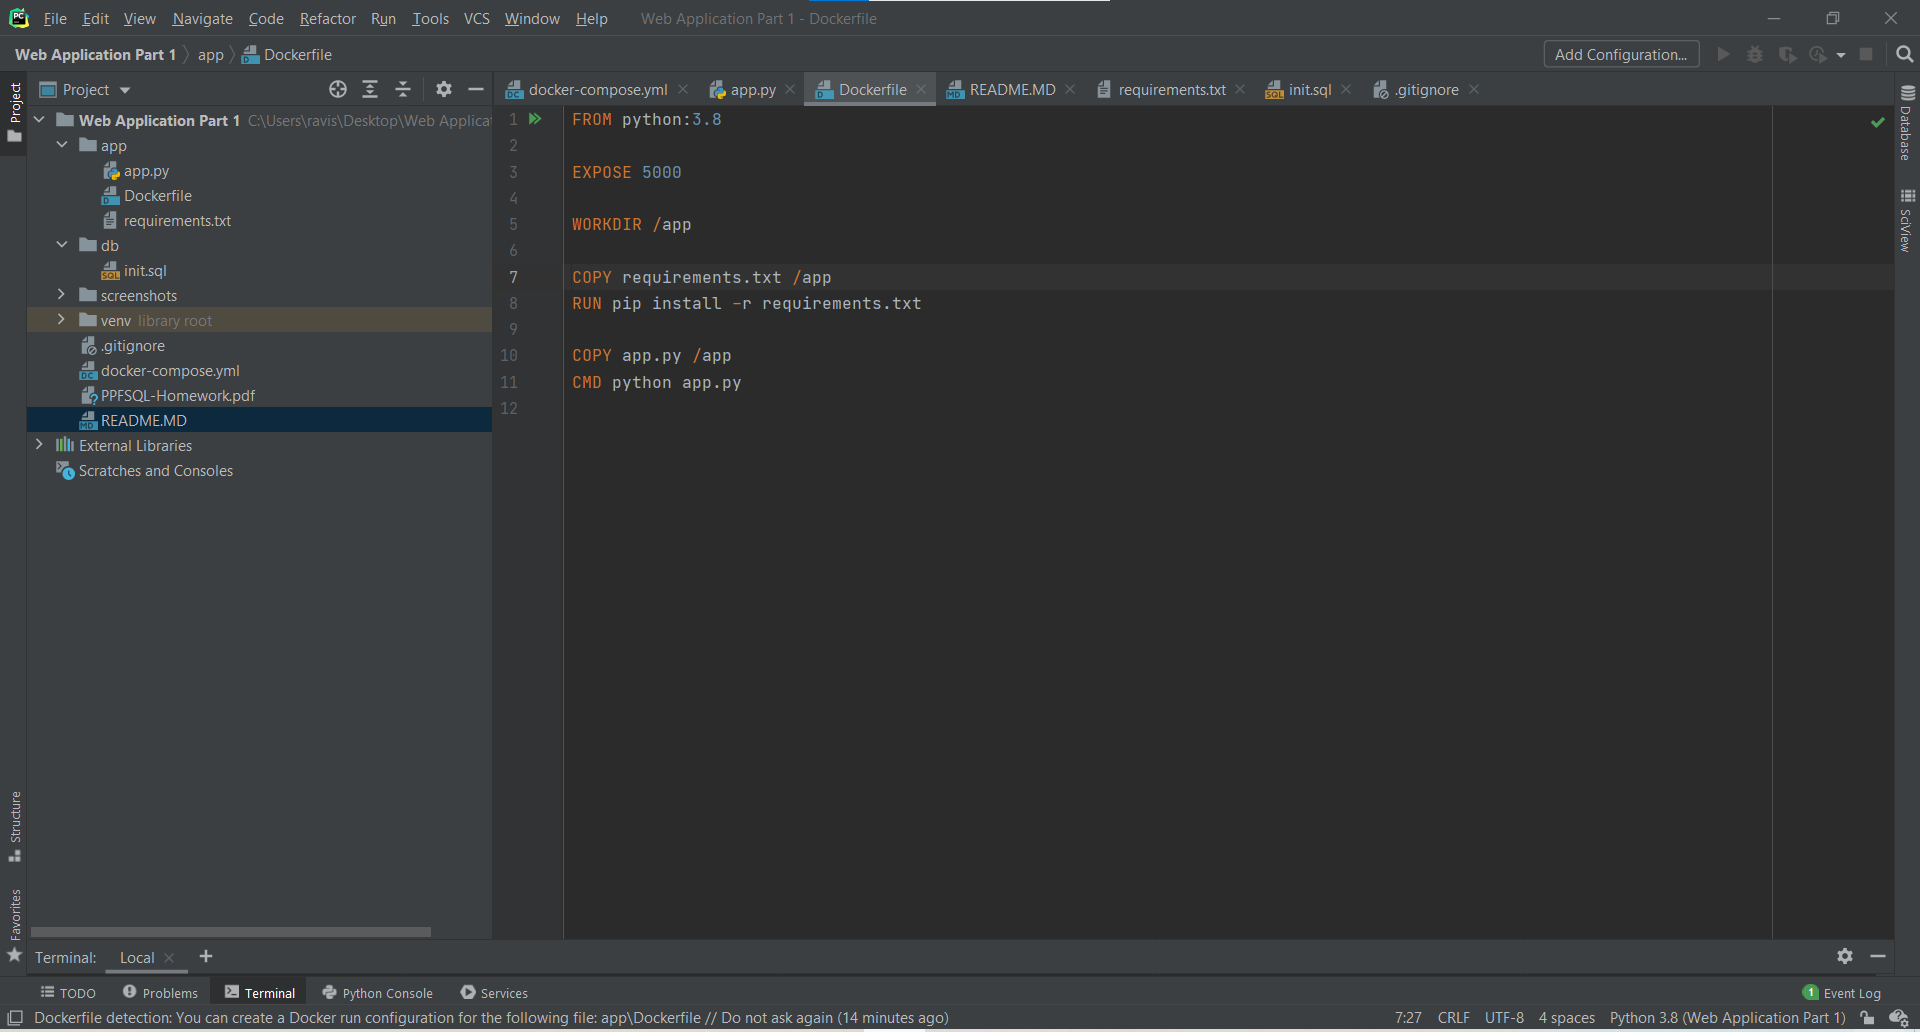 PC File Edit View Navigate Code Refactor Run Tools VCS Window Help Web Application Part 1 - Dockerfile
Web Application Part 1 app Dockerfile Add Configuration...
Project
docker-compose.yml app.py Dockerfile README.MD requirements.txt init.sql .gitignore
Project
Web Application Part 1 C:\Users\ravis\Desktop\Web Applica
app
app.py
Dockerfile
requirements.txt
db
init.sql
screenshots
venv library root
.gitignore
docker-compose.yml
PPFSQL-Homework.pdf
README.MD
External Libraries
Scratches and Consoles
1 FROM python:3.8
2
3 EXPOSE 5000
4
5 WORKDIR /app
6
7 COPY requirements.txt /app
8 RUN pip install -r requirements.txt
9
10 COPY app.py /app
11 CMD python app.py
12
Database
SciView
Structure
Favorites
Terminal: Local
TODO Problems Terminal Python Console Services 1 Event Log
Dockerfile detection: You can create a Docker run configuration for the following file: app\Dockerfile // Do not ask again (14 minutes ago) 7:27 CRLF UTF-8 4 spaces Python 3.8 (Web Application Part 1)